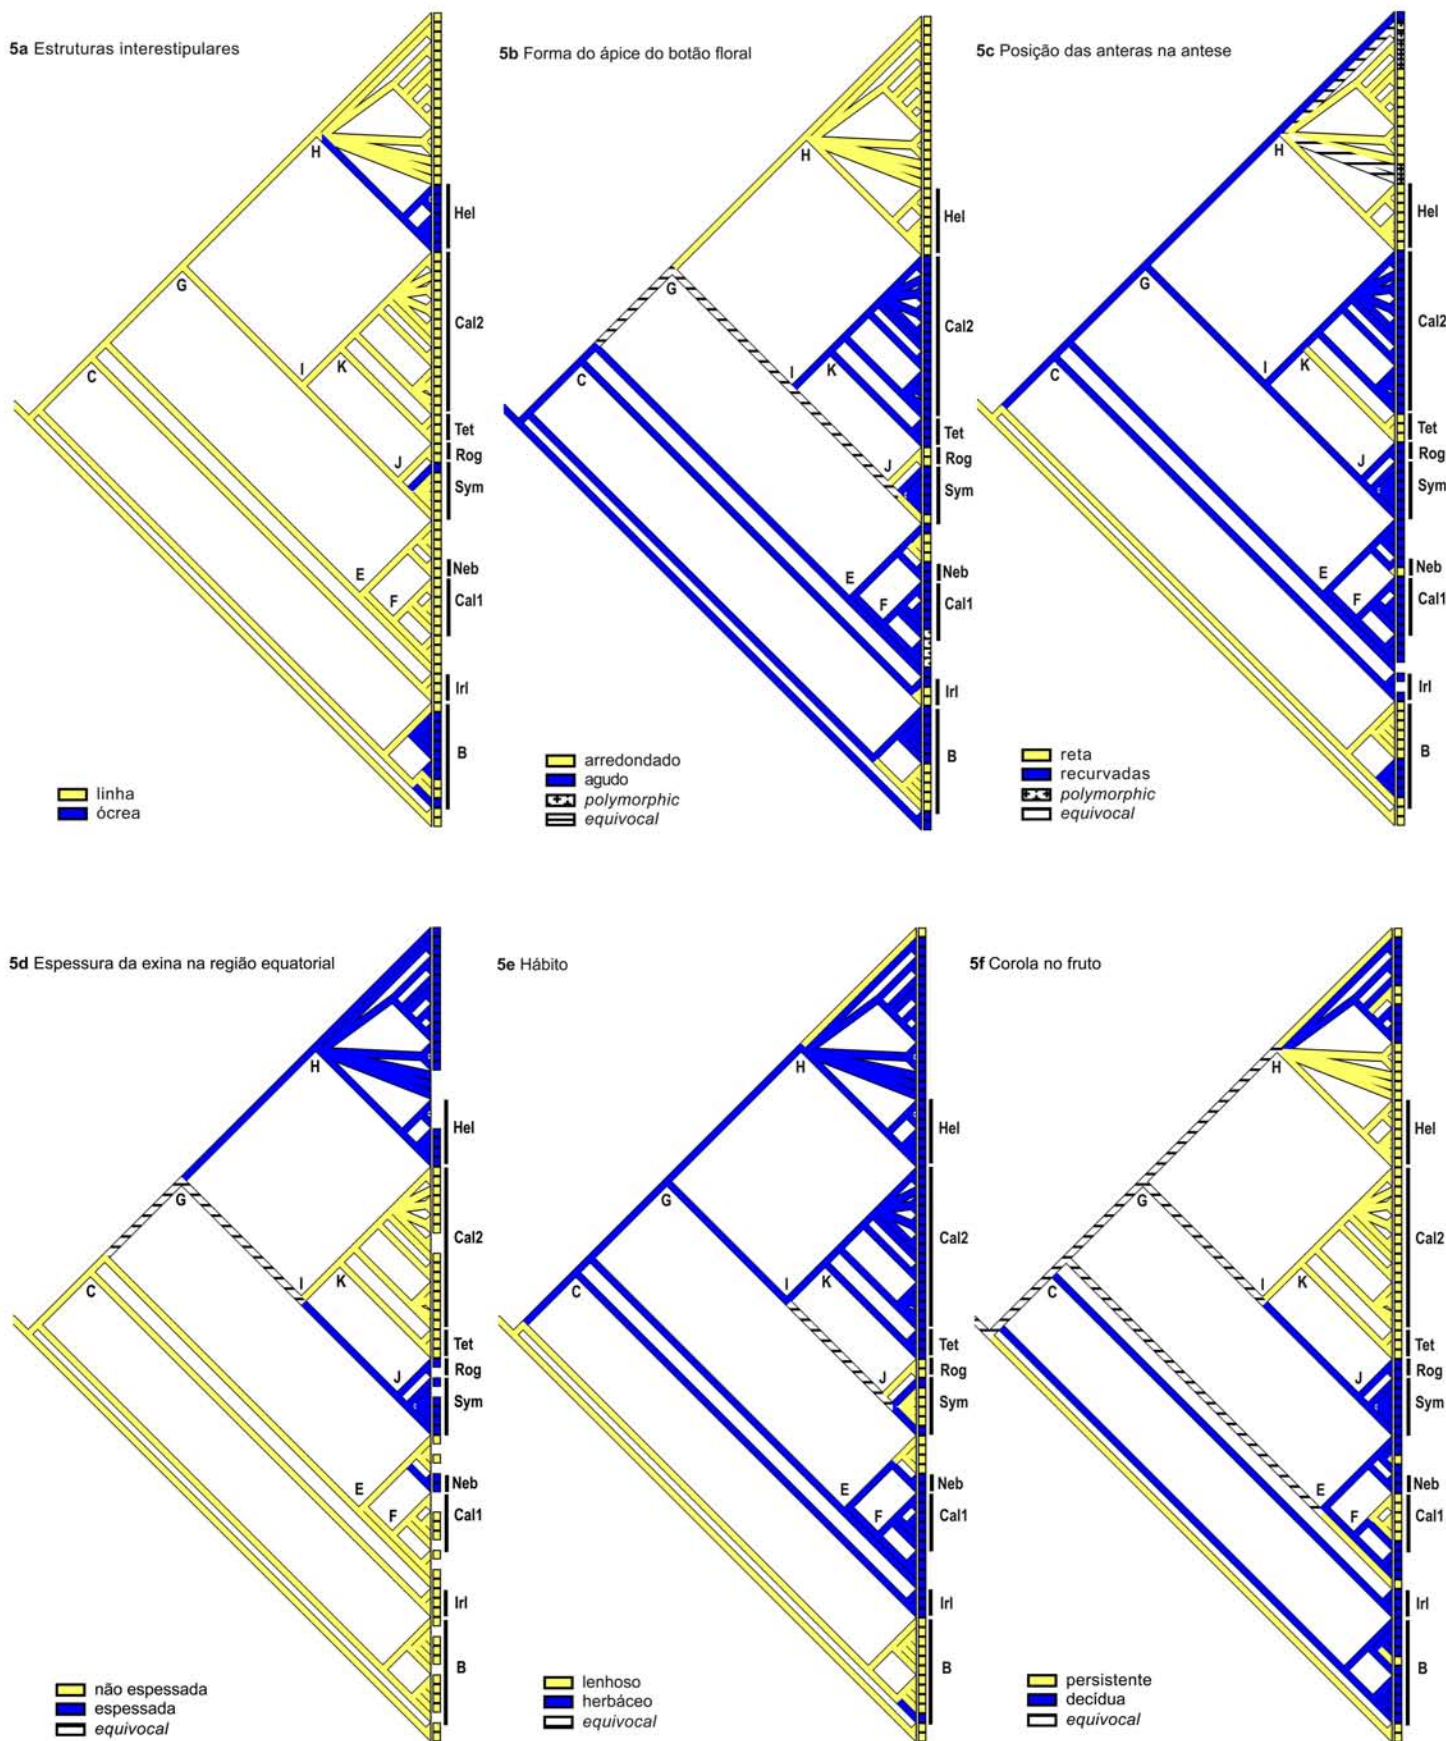 5a Estruturas interestipulares
H
Hel
G
Cal2
I
K
C
Tet
J
Rog
Sym
E
Neb
F
Cal1
Irl
B
linha
ócrea
5b Forma do ápice do botão floral
H
Hel
G
Cal2
I
K
C
Tet
J
Rog
Sym
E
Neb
F
Cal1
Irl
B
arredondado
agudo
polymorphic
equivocal
5c Posição das anteras na antese
H
Hel
G
Cal2
I
K
C
Tet
J
Rog
Sym
E
Neb
F
Cal1
Irl
B
reta
recurvadas
polymorphic
equivocal
5d Espessura da exina na região equatorial
H
Hel
G
Cal2
I
K
C
Tet
J
Rog
Sym
E
Neb
F
Cal1
Irl
B
não espessada
espessada
equivocal
5e Hábito
H
Hel
G
Cal2
I
K
C
Tet
J
Rog
Sym
E
Neb
F
Cal1
Irl
B
lenhoso
herbáceo
equivocal
5f Corola no fruto
H
Hel
G
Cal2
I
K
C
Tet
J
Rog
Sym
E
Neb
F
Cal1
Irl
B
persistente
decídua
equivocal